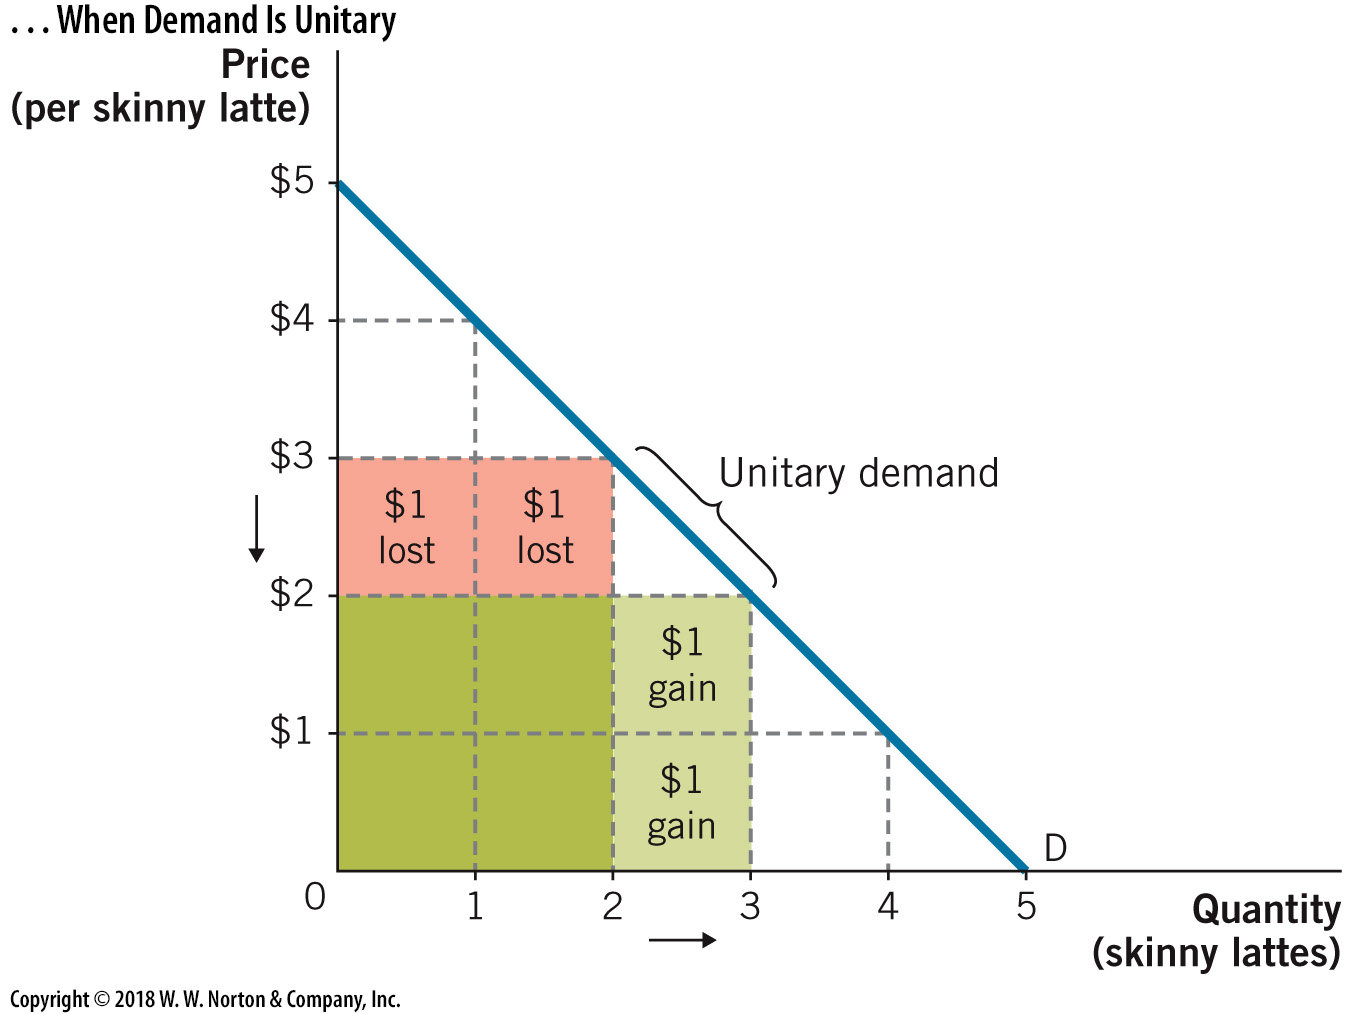 . . . When Demand Is Unitary
Price
(per skinny latte)
$5
$4
$3
Unitary demand
$1
lost
$1
lost
$2
$1
gain
$1
$1
gain
D
0
1
2
3
4
5
Quantity
(skinny lattes)
Copyright © 2018 W. W. Norton & Company, Inc.